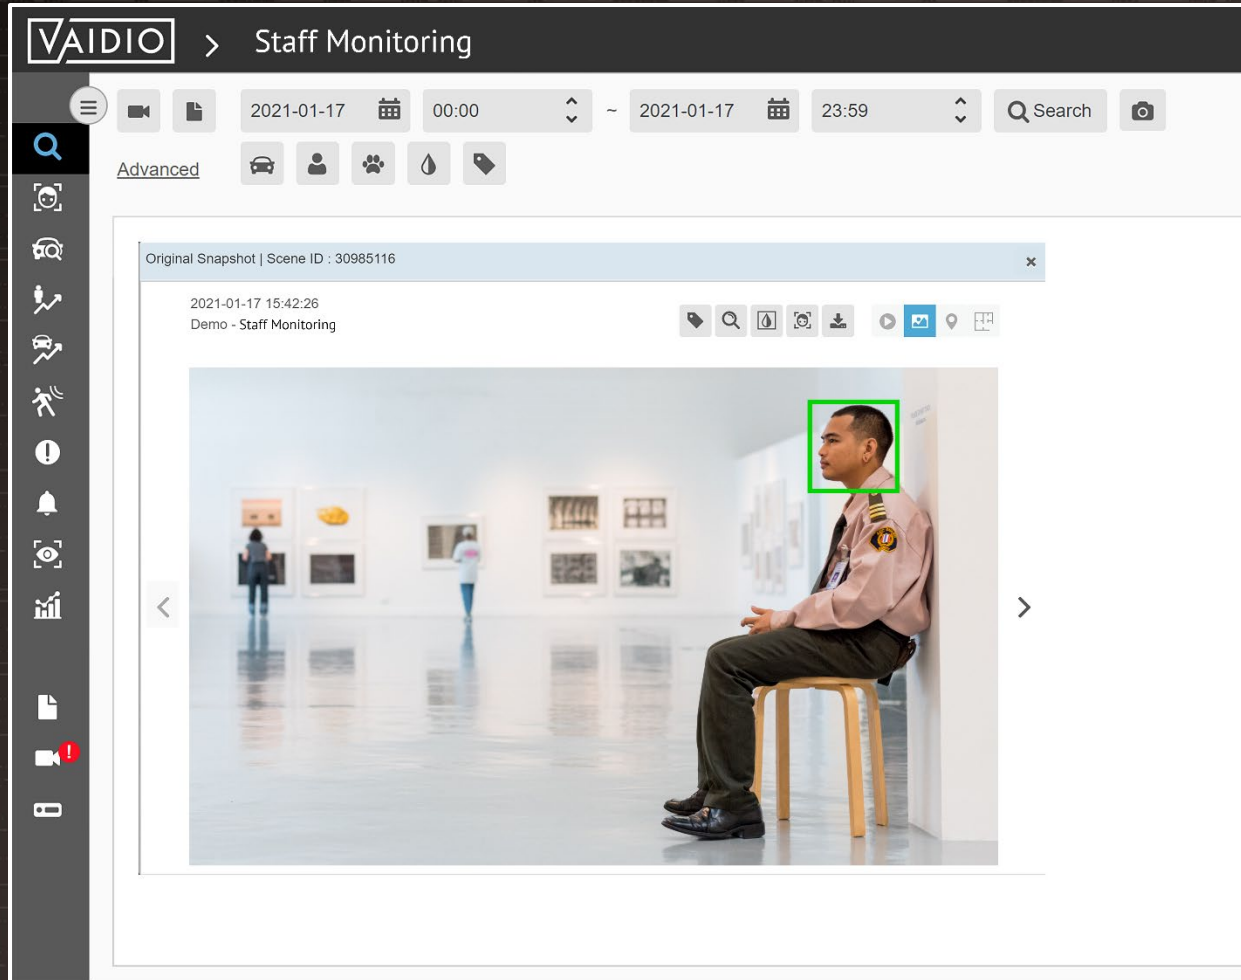 VAIDIO > Staff Monitoring
2021-01-17 00:00 ~ 2021-01-17 23:59 Search
Advanced
Original Snapshot | Scene ID : 30985116
2021-01-17 15:42:26
Demo - Staff Monitoring